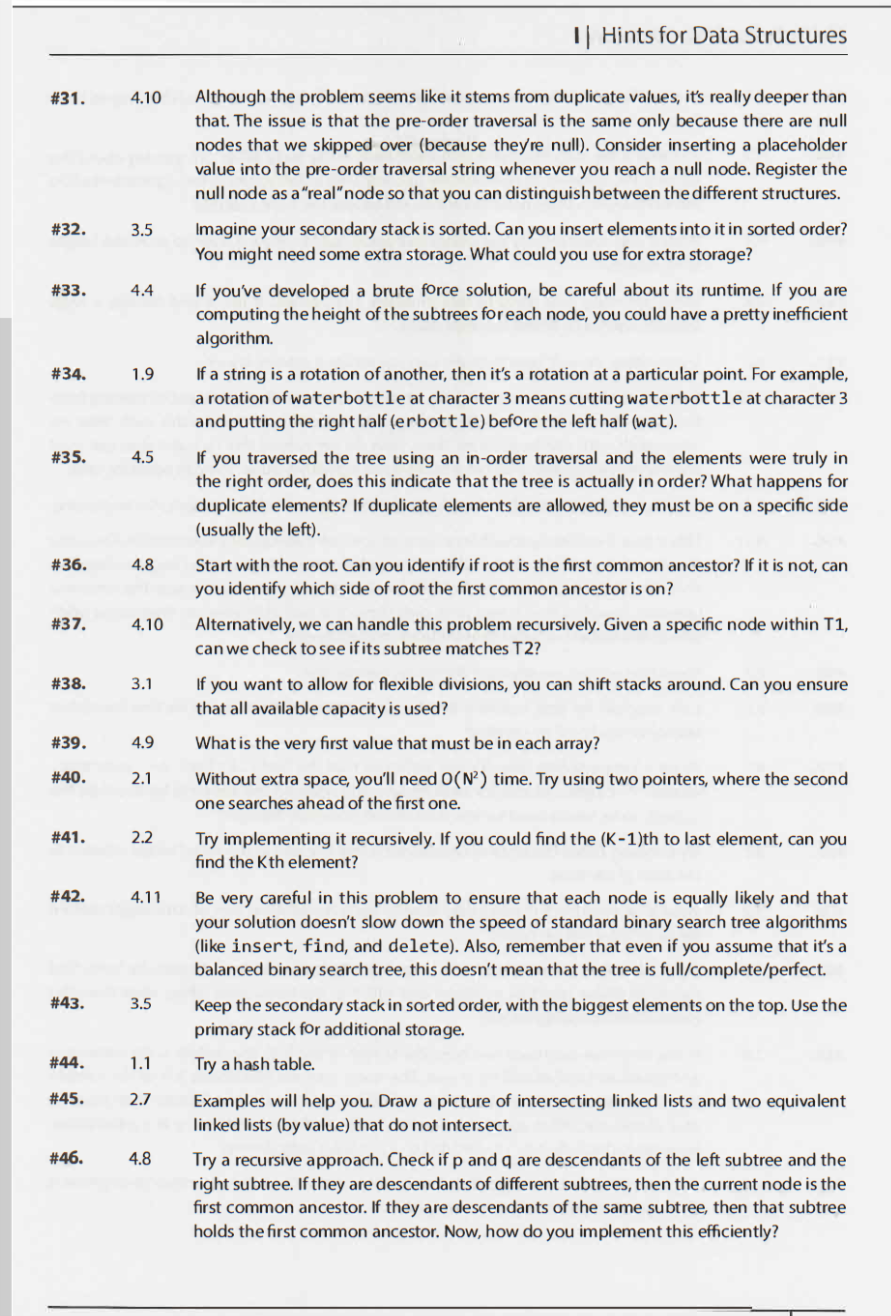 I | Hints for Data Structures
#31. 4.10 Although the problem seems like it stems from duplicate values, it's really deeper than
that. The issue is that the pre-order traversal is the same only because there are null
nodes that we skipped over (because they're null). Consider inserting a placeholder
value into the pre-order traversal string whenever you reach a null node. Register the
null node as a "real" node so that you can distinguish between the different structures.
#32. 3.5 Imagine your secondary stack is sorted. Can you insert elements into it in sorted order?
You might need some extra storage. What could you use for extra storage?
#33. 4.4 If you've developed a brute force solution, be careful about its runtime. If you are
computing the height of the subtrees for each node, you could have a pretty inefficient
algorithm.
#34. 1.9 If a string is a rotation of another, then it's a rotation at a particular point. For example,
a rotation of waterbottle at character 3 means cutting waterbottle at character 3
and putting the right half (erbottle) before the left half (wat).
#35. 4.5 If you traversed the tree using an in-order traversal and the elements were truly in
the right order, does this indicate that the tree is actually in order? What happens for
duplicate elements? If duplicate elements are allowed, they must be on a specific side
(usually the left).
#36. 4.8 Start with the root. Can you identify if root is the first common ancestor? If it is not, can
you identify which side of root the first common ancestor is on?
#37. 4.10 Alternatively, we can handle this problem recursively. Given a specific node within T1,
can we check to see if its subtree matches T2?
#38. 3.1 If you want to allow for flexible divisions, you can shift stacks around. Can you ensure
that all available capacity is used?
#39. 4.9 What is the very first value that must be in each array?
#40. 2.1 Without extra space, you'll need O(N²) time. Try using two pointers, where the second
one searches ahead of the first one.
#41. 2.2 Try implementing it recursively. If you could find the (K-1)th to last element, can you
find the Kth element?
#42. 4.11 Be very careful in this problem to ensure that each node is equally likely and that
your solution doesn't slow down the speed of standard binary search tree algorithms
(like insert, find, and delete). Also, remember that even if you assume that it's a
balanced binary search tree, this doesn't mean that the tree is full/complete/perfect.
#43. 3.5 Keep the secondary stack in sorted order, with the biggest elements on the top. Use the
primary stack for additional storage.
#44. 1.1 Try a hash table.
#45. 2.7 Examples will help you. Draw a picture of intersecting linked lists and two equivalent
linked lists (by value) that do not intersect.
#46. 4.8 Try a recursive approach. Check if p and q are descendants of the left subtree and the
right subtree. If they are descendants of different subtrees, then the current node is the
first common ancestor. If they are descendants of the same subtree, then that subtree
holds the first common ancestor. Now, how do you implement this efficiently?